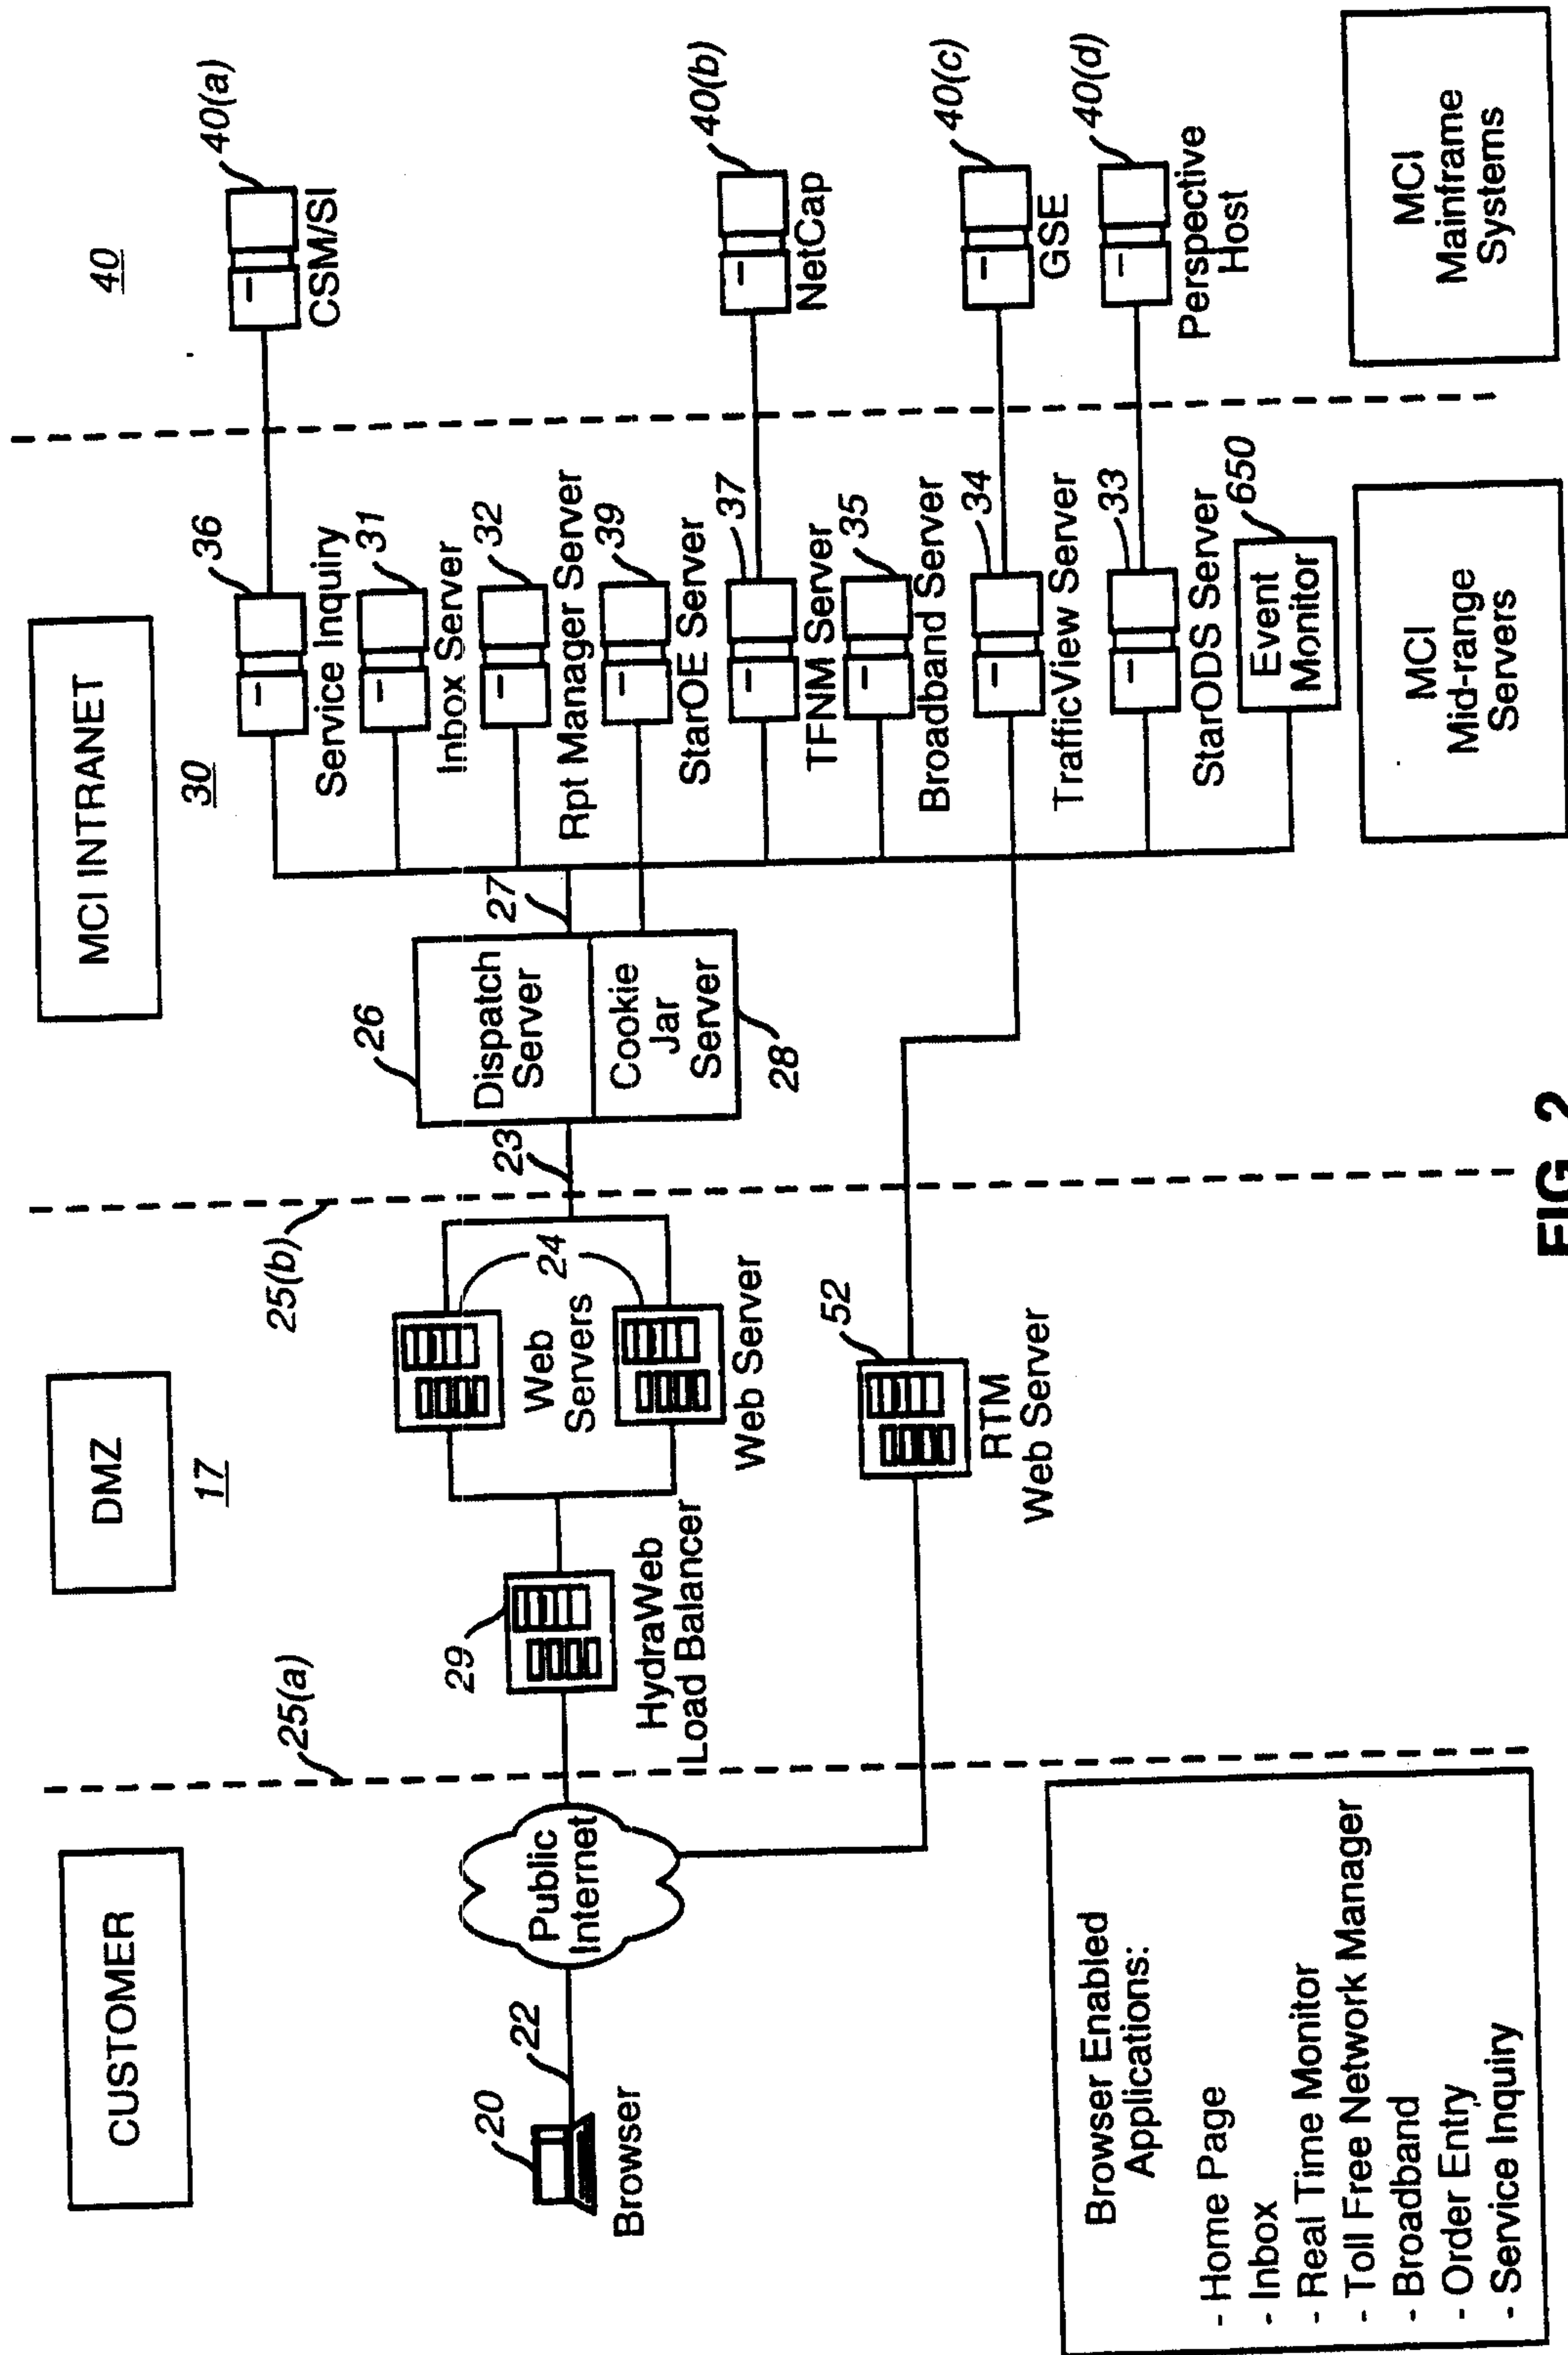 CUSTOMER
DMZ
17
MCI INTRANET
30
40
25(a)
25(b)
20
22
Browser
Public
Internet
29
HydraWeb
Load Balancer
24
Web
Servers
Web Server
52
RTM
Web Server
23
26
Dispatch
Server
Cookie
Jar
Server
28
27
36
Service Inquiry
31
Inbox Server
32
Rpt Manager Server
39
StarOE Server
37
TFNM Server
35
Broadband Server
34
TrafficView Server
33
StarODS Server
650
Event
Monitor
40(a)
CSM/SI
40(b)
NetCap
40(c)
GSE
40(d)
Perspective
Host
Browser Enabled
Applications:
- Home Page
- Inbox
- Real Time Monitor
- Toll Free Network Manager
- Broadband
- Order Entry
- Service Inquiry
MCI
Mid-range
Servers
MCI
Mainframe
Systems
FIG. 2